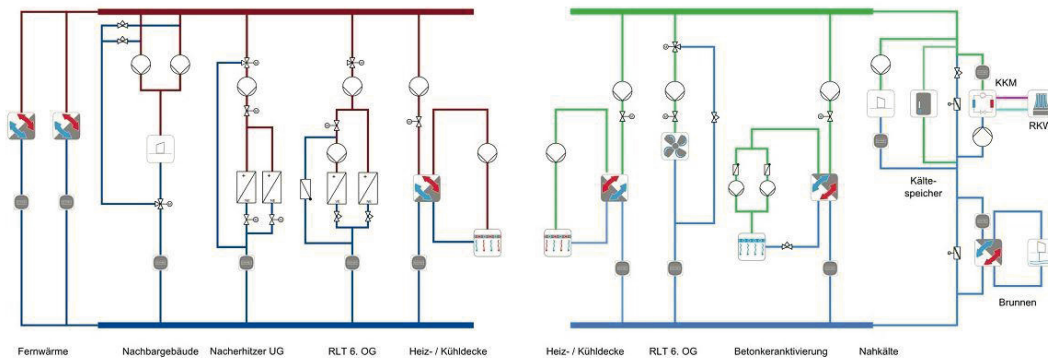 KKM
RKW
Kälte-
speicher
Brunnen
Fernwärme
Nachbargebäude
Nacherhitzer UG
RLT 6. OG
Heiz- / Kühldecke
Heiz- / Kühldecke
RLT 6. OG
Betonkeranktivierung
Nahkälte